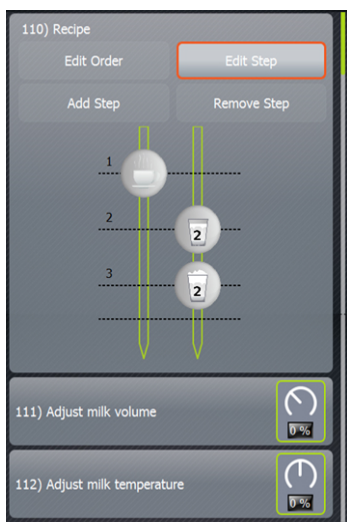 110) Recipe
Edit Order Edit Step
Add Step Remove Step
1
2
2
3
2
111) Adjust milk volume
0 %
112) Adjust milk temperature
0 %